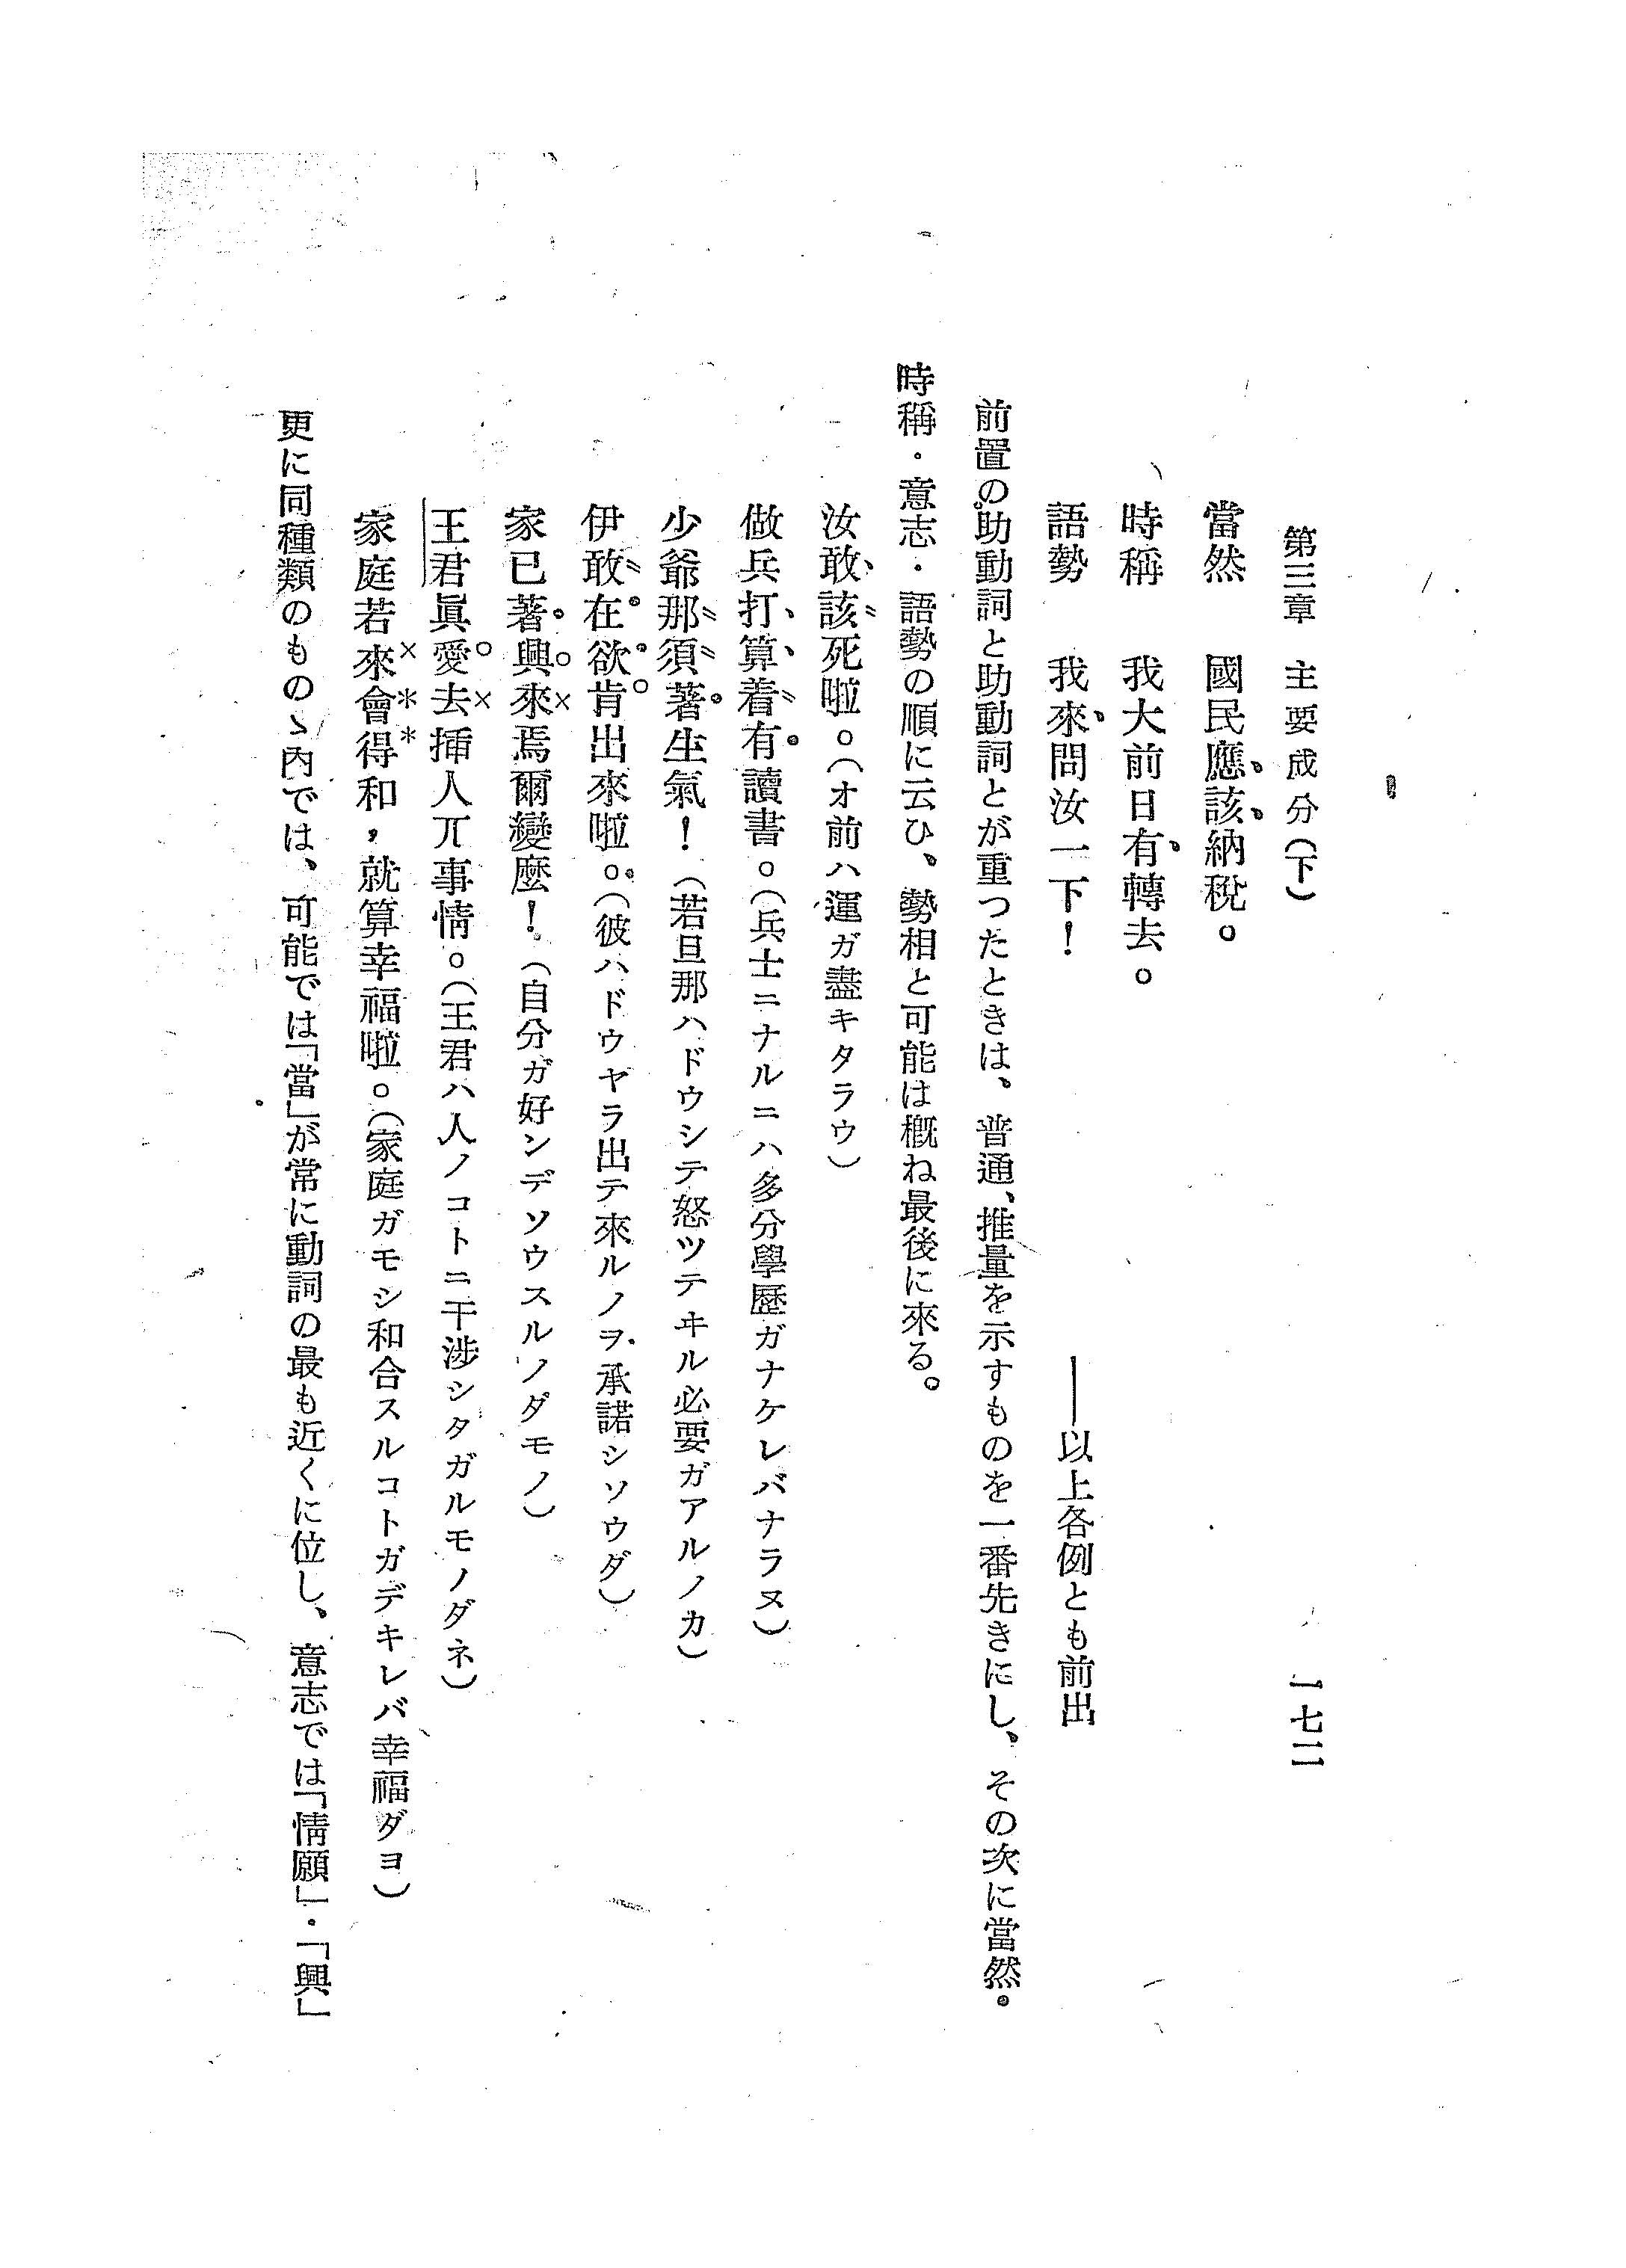 第三章　主要成分（下）　一七二
當然　國民應該納稅。
時稱　我大前日有轉去。
語勢　我來問汝一下！　――以上各例とも前出
前置の助動詞と助動詞とが重つたときは、普通、推量を示すものを一番先きにし、その次に當然・
時稱・意志・語勢の順に云ひ、勢相と可能は概ね最後に來る。
汝敢該死啦。（オ前ハ運ガ盡キタラウ）
做兵打算着有讀書。（兵士ニナルニハ多分學歷ガナケレバナラヌ）
少爺那須著生氣！（若旦那ハドウシテ怒ツテヰル必要ガアルノカ）
伊敢在欲肯出來啦。（彼ハドウヤラ出テ來ルノヲ承諾シソウダ）
家已著興來焉爾變麼！（自分ガ好ンデソウスルノダモノ）
王君眞愛去揷人兀事情。（王君ハ人ノコトニ干涉シタガルモノダネ）
家庭若來會得和，就算幸福啦。（家庭ガモシ和合スルコトガデキレバ幸福ダヨ）
更に同種類のものゝ內では、可能では「當」が常に動詞の最も近くに位し、意志では「情願」・「興」